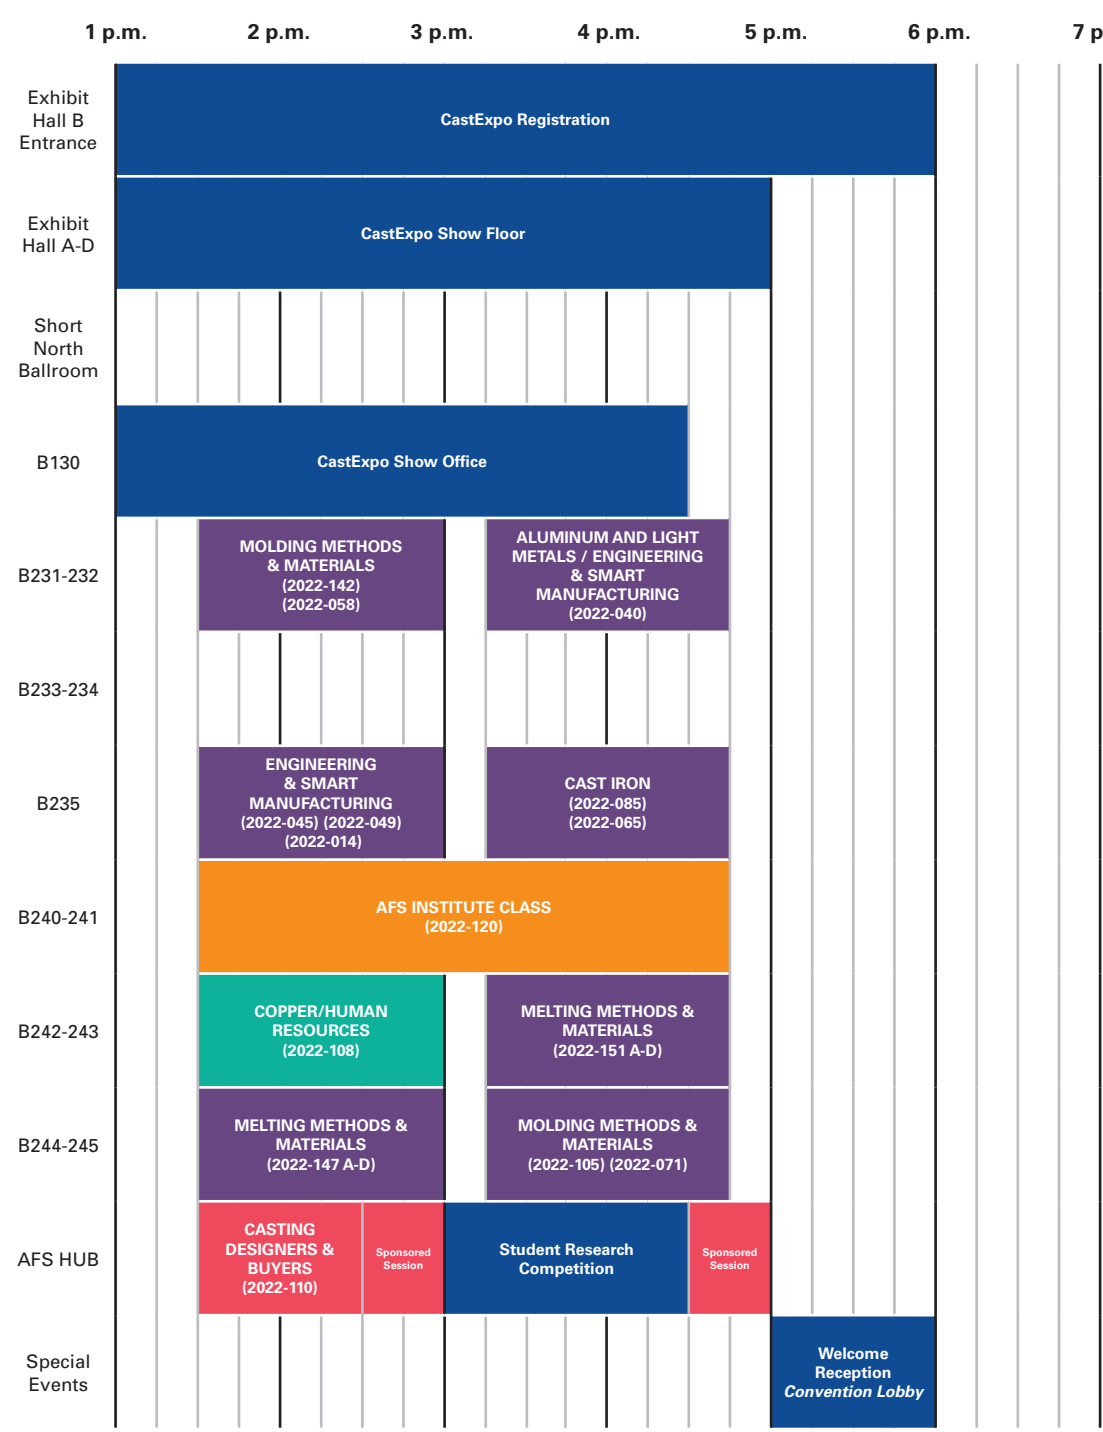 1 p.m.
2 p.m.
3 p.m.
4 p.m.
5 p.m.
6 p.m.
7 p
Exhibit
Hall B
Entrance
CastExpo Registration
Exhibit
Hall A-D
CastExpo Show Floor
Short
North
Ballroom
B130
CastExpo Show Office
B231-232
MOLDING METHODS
& MATERIALS
(2022-142)
(2022-058)
ALUMINUM AND LIGHT
METALS / ENGINEERING
& SMART
MANUFACTURING
(2022-040)
B233-234
B235
ENGINEERING
& SMART
MANUFACTURING
(2022-045) (2022-049)
(2022-014)
CAST IRON
(2022-085)
(2022-065)
B240-241
AFS INSTITUTE CLASS
(2022-120)
B242-243
COPPER/HUMAN
RESOURCES
(2022-108)
MELTING METHODS &
MATERIALS
(2022-151 A-D)
B244-245
MELTING METHODS &
MATERIALS
(2022-147 A-D)
MOLDING METHODS &
MATERIALS
(2022-105) (2022-071)
AFS HUB
CASTING
DESIGNERS &
BUYERS
(2022-110)
Sponsored
Session
Student Research
Competition
Sponsored
Session
Special
Events
Welcome
Reception
Convention Lobby